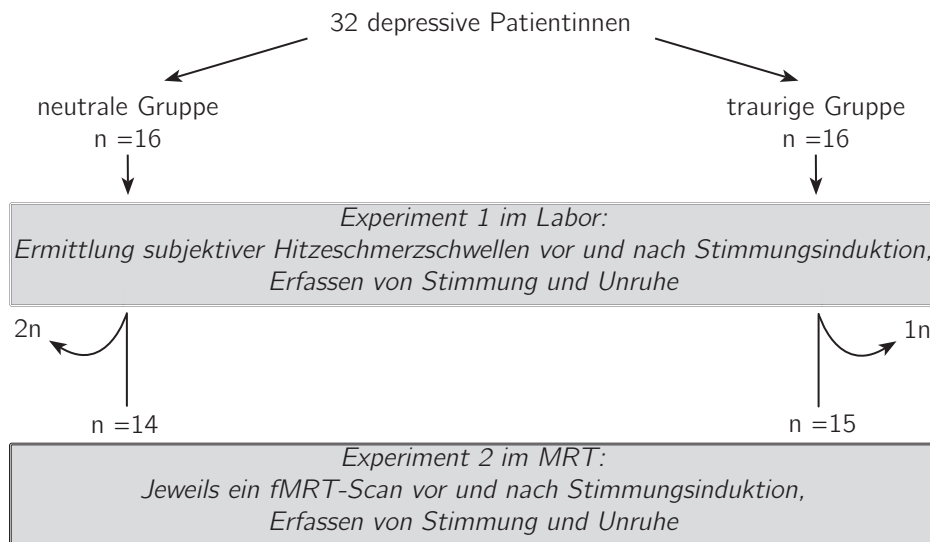 32 depressive Patientinnen
neutrale Gruppe
n =16
traurige Gruppe
n =16
Experiment 1 im Labor:
Ermittlung subjektiver Hitzeschmerzschwellen vor und nach Stimmungsinduktion,
Erfassen von Stimmung und Unruhe
2n
1n
n =14
n =15
Experiment 2 im MRT:
Jeweils ein fMRT-Scan vor und nach Stimmungsinduktion,
Erfassen von Stimmung und Unruhe